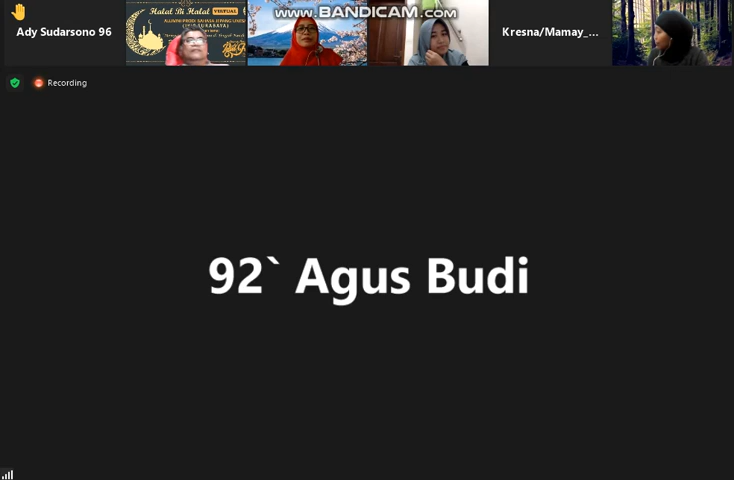 www.BANDICAM.com
Ady Sudarsono 96
Halal Bi Halal VIRTUAL
Kresna/Mamay_...
Recording
92` Agus Budi